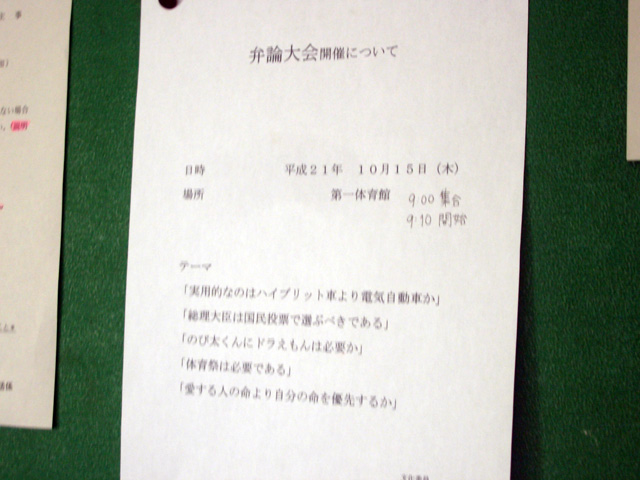 弁論大会開催について
日時 平成21年 10月15日（木）
場所 第一体育館 9:00 集合
9:10 開始
テーマ
「実用的なのはハイブリット車より電気自動車か」
「総理大臣は国民投票で選ぶべきである」
「のび太くんにドラえもんは必要か」
「体育祭は必要である」
「愛する人の命より自分の命を優先するか」
ない場合